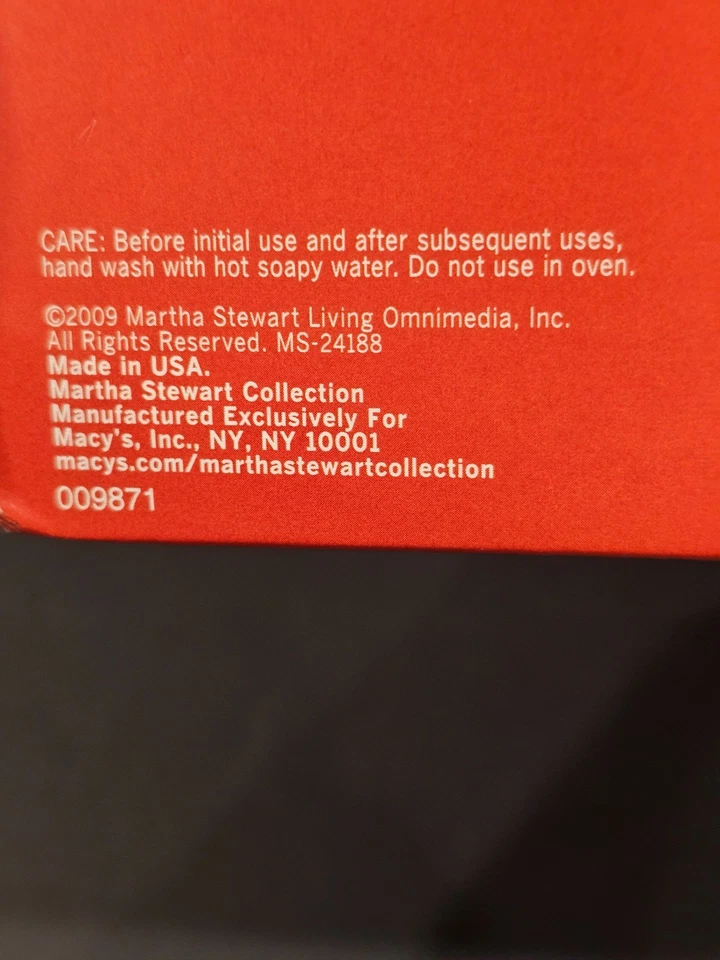 CARE: Before initial use and after subsequent uses,
hand wash with hot soapy water. Do not use in oven.
©2009 Martha Stewart Living Omnimedia, Inc.
All Rights Reserved. MS-24188
Made in USA.
Martha Stewart Collection
Manufactured Exclusively For
Macy's, Inc., NY, NY 10001
macys.com/marthastewartcollection
009871